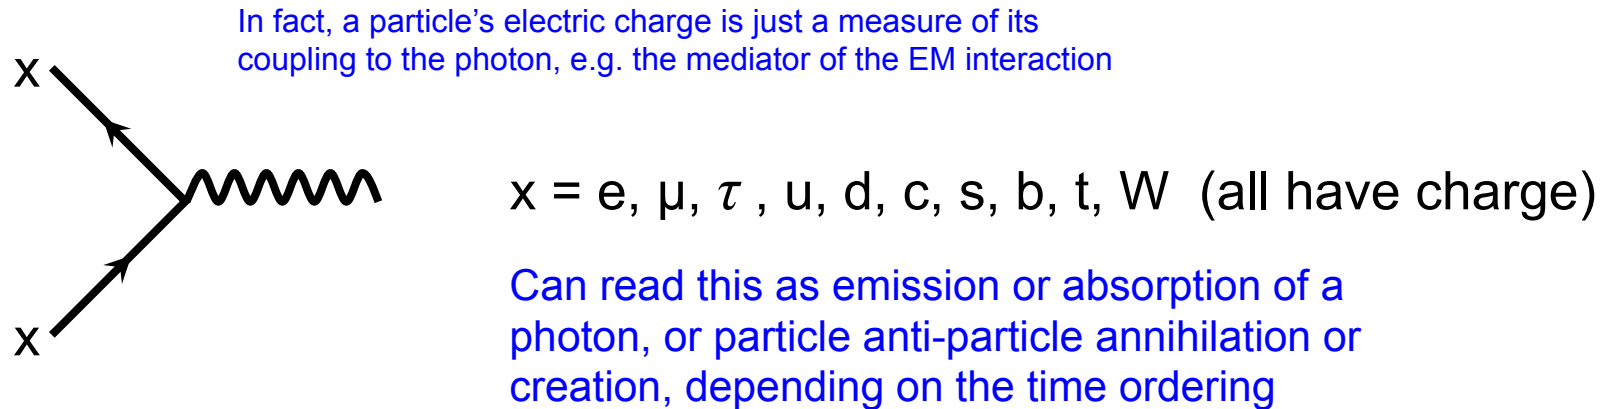 In fact, a particle's electric charge is just a measure of its
coupling to the photon, e.g. the mediator of the EM interaction
x
x = e, μ, τ , u, d, c, s, b, t, W (all have charge)
Can read this as emission or absorption of a
photon, or particle anti-particle annihilation or
x
creation, depending on the time ordering